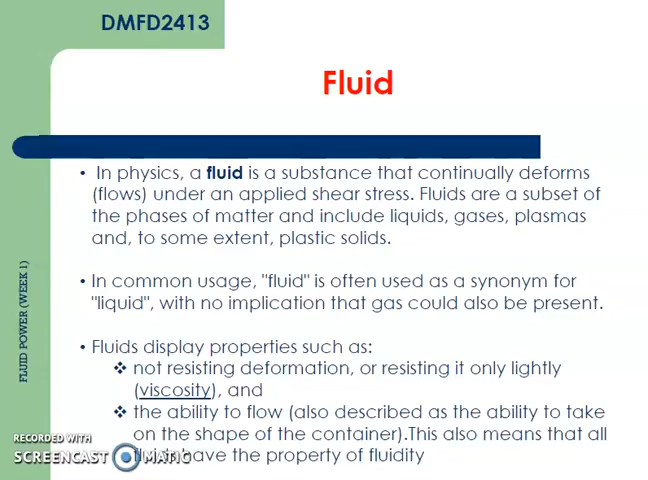 DMFD2413
Fluid
• In physics, a fluid is a substance that continually deforms
(flows) under an applied shear stress. Fluids are a subset of
the phases of matter and include liquids, gases, plasmas
and, to some extent, plastic solids.
• In common usage, "fluid" is often used as a synonym for
"liquid", with no implication that gas could also be present.
• Fluids display properties such as:
❖ not resisting deformation, or resisting it only lightly
(viscosity), and
❖ the ability to flow (also described as the ability to take
on the shape of the container).This also means that all
have the property of fluidity
FLUID POWER (WEEK 1)
RECORDED WITH
SCREENCAST MATIC